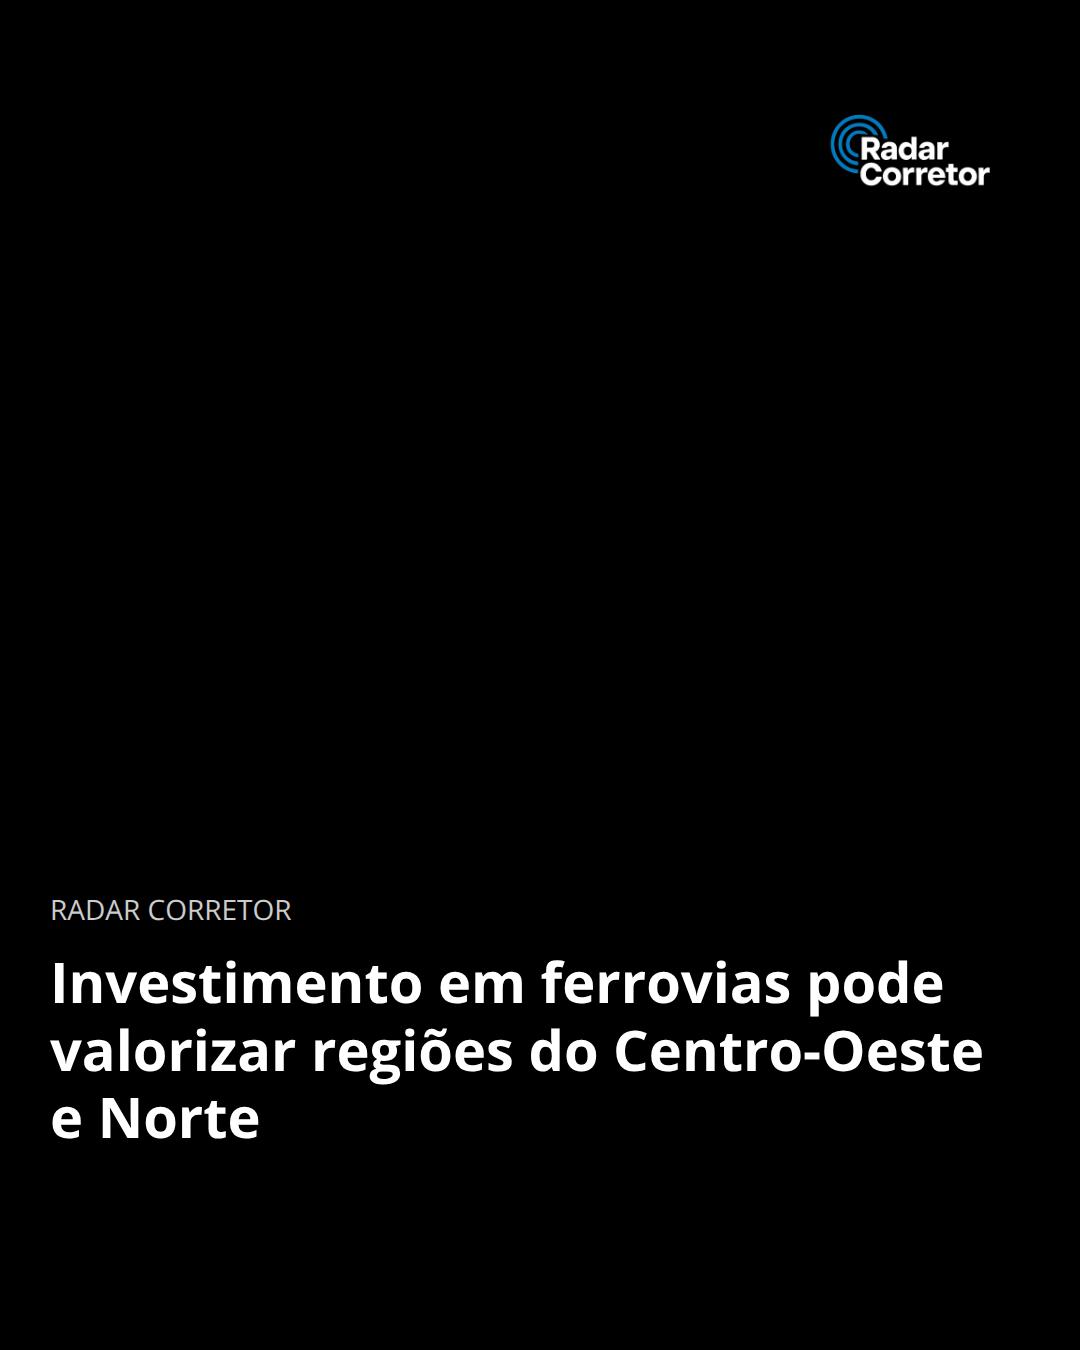 Radar
Corretor
RADAR CORRETOR
Investimento em ferrovias pode
valorizar regiões do Centro-Oeste
e Norte